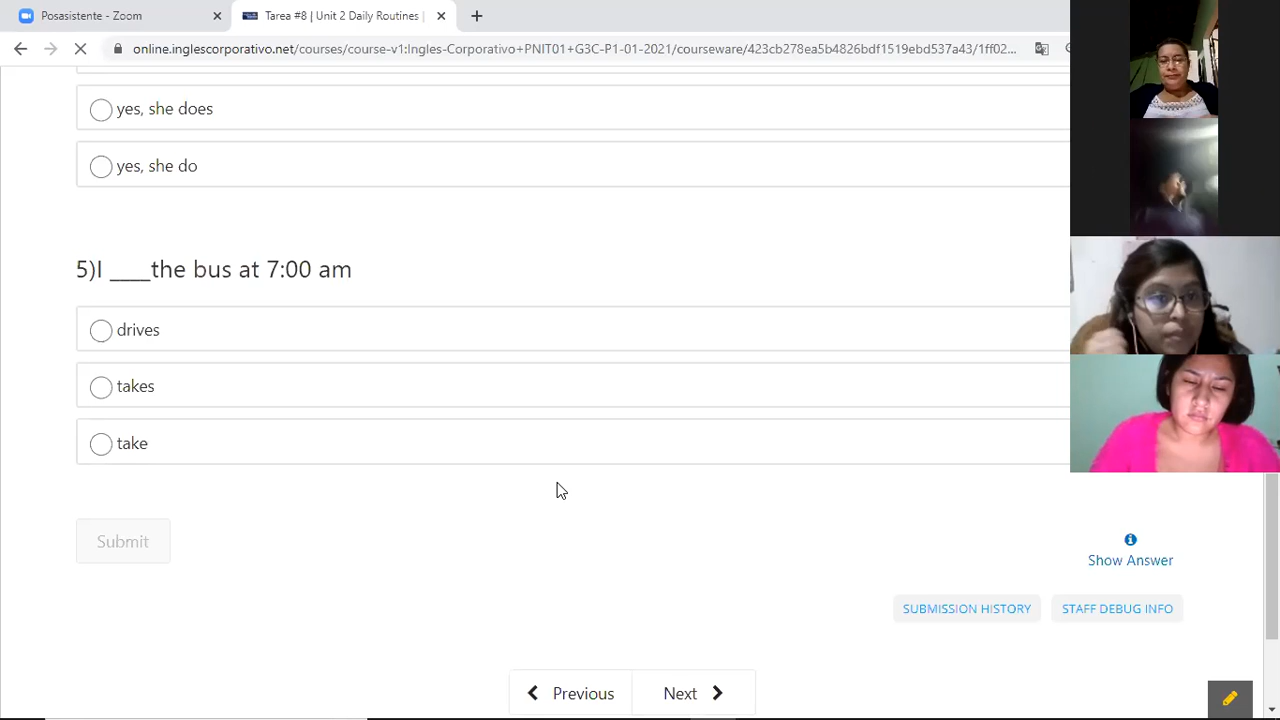 Posasistente - Zoom
Tarea #8 | Unit 2 Daily Routines |
online.inglescorporativo.net/courses/course-v1:Ingles-Corporativo+PNIT01+G3C-P1-01-2021/courseware/423cb278ea5b4826bdf1519ebd537a43/1ff02...
yes, she does
yes, she do
5)I ____the bus at 7:00 am
drives
takes
take
Submit
Show Answer
SUBMISSION HISTORY
STAFF DEBUG INFO
Previous
Next